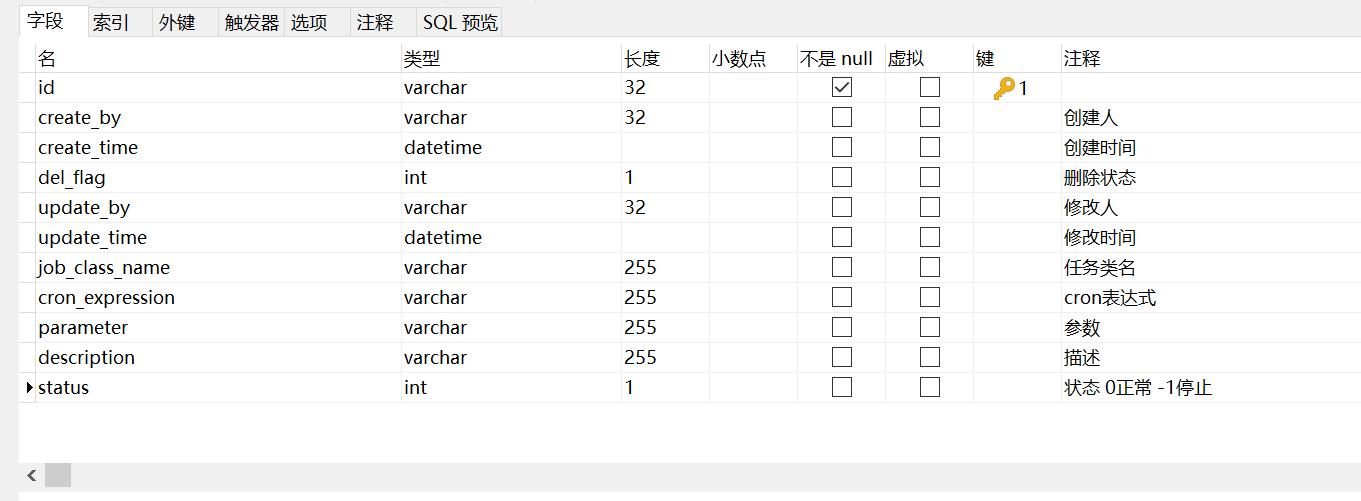 字段 索引 外键 触发器 选项 注释 SQL 预览
名 类型 长度 小数点 不是 null 虚拟 键 注释
id varchar 32 1
create_by varchar 32 创建人
create_time datetime 创建时间
del_flag int 1 删除状态
update_by varchar 32 修改人
update_time datetime 修改时间
job_class_name varchar 255 任务类名
cron_expression varchar 255 cron表达式
parameter varchar 255 参数
description varchar 255 描述
status int 1 状态 0正常 -1停止